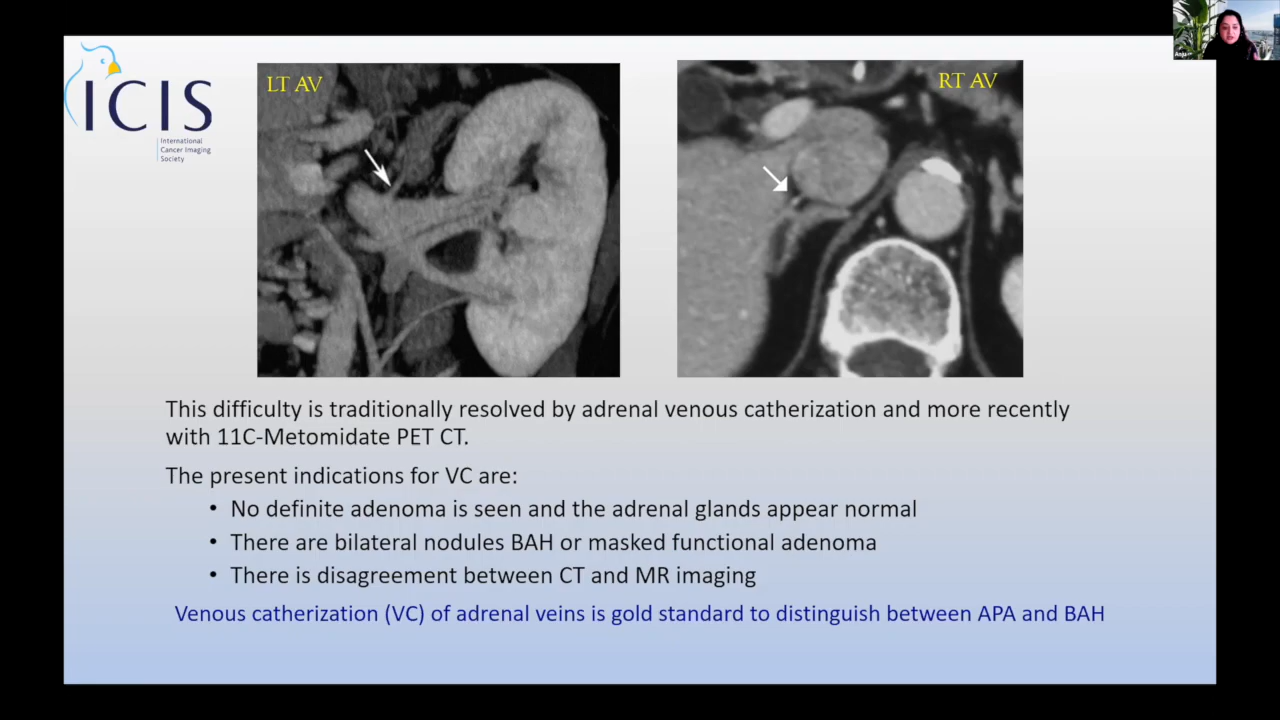 ICIS
International
Cancer Imaging
Society
LT AV
RT AV
Anju
This difficulty is traditionally resolved by adrenal venous catherization and more recently
with 11C-Metomidate PET CT.
The present indications for VC are:
• No definite adenoma is seen and the adrenal glands appear normal
• There are bilateral nodules BAH or masked functional adenoma
• There is disagreement between CT and MR imaging
Venous catherization (VC) of adrenal veins is gold standard to distinguish between APA and BAH